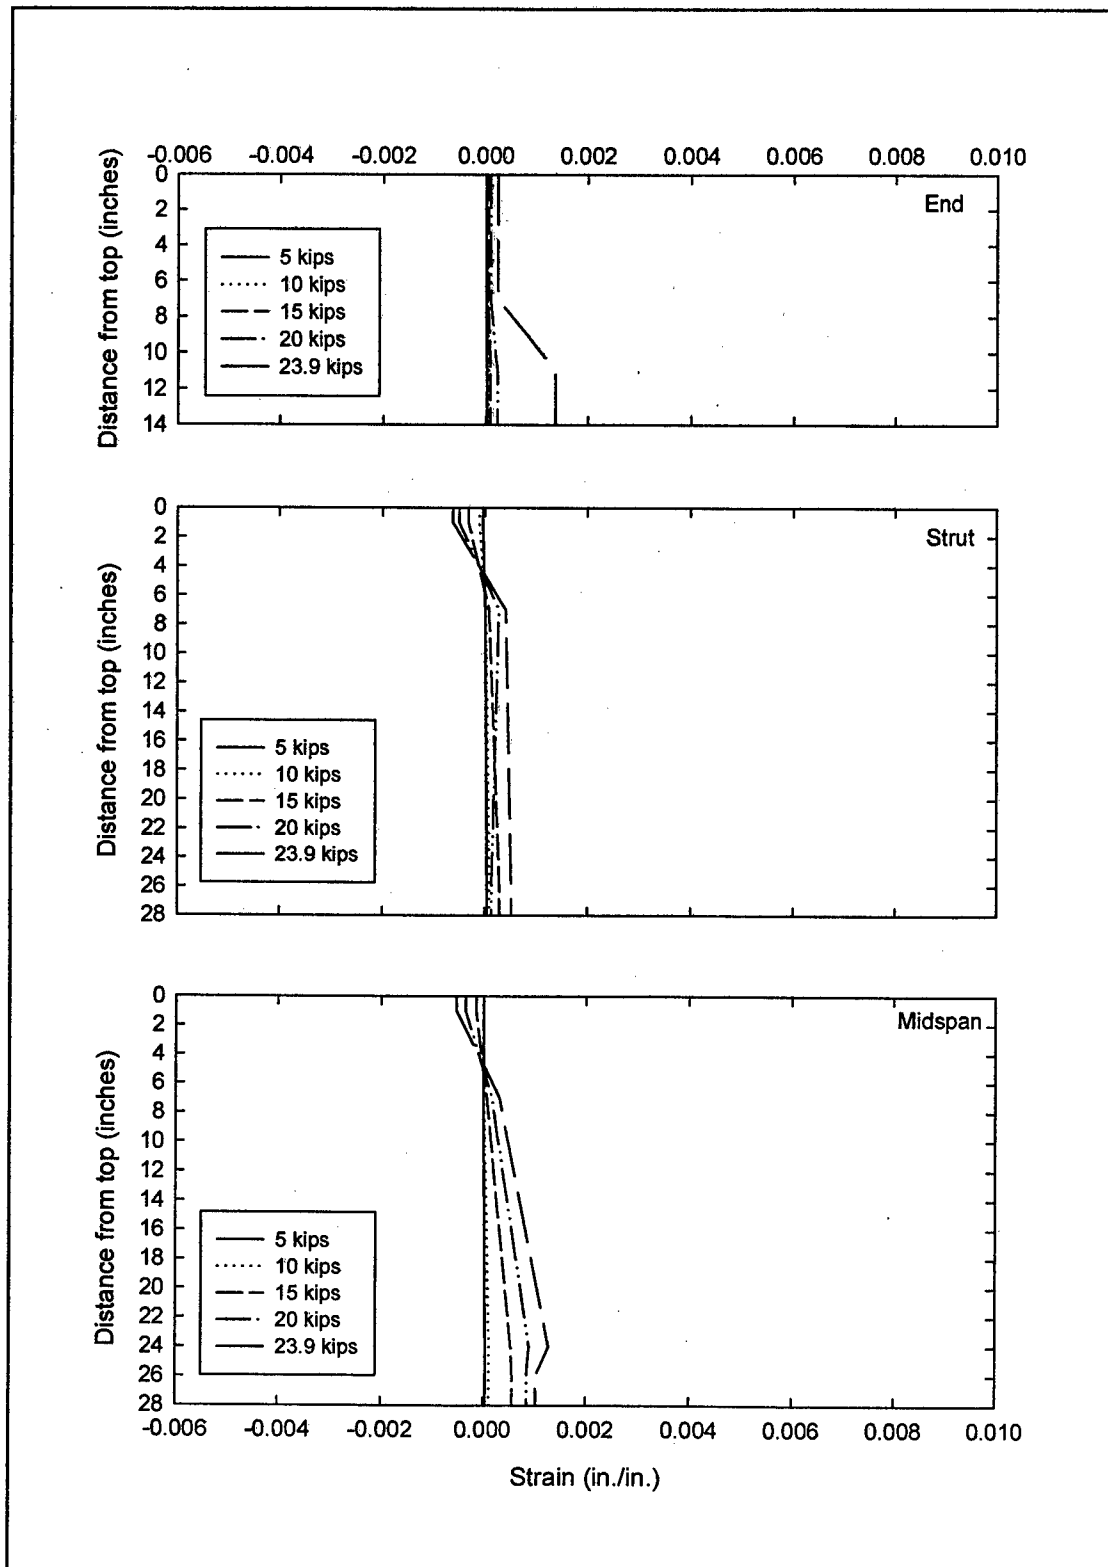 -0.006 -0.004 -0.002 0.000 0.002 0.004 0.006 0.008 0.010
Distance from top (inches)
0
2
4
6
8
10
12
14
End
5 kips
10 kips
15 kips
20 kips
23.9 kips
Distance from top (inches)
0
2
4
6
8
10
12
14
16
18
20
22
24
26
28
Strut
5 kips
10 kips
15 kips
20 kips
23.9 kips
Distance from top (inches)
0
2
4
6
8
10
12
14
16
18
20
22
24
26
28
Midspan
5 kips
10 kips
15 kips
20 kips
23.9 kips
-0.006 -0.004 -0.002 0.000 0.002 0.004 0.006 0.008 0.010
Strain (in./in.)